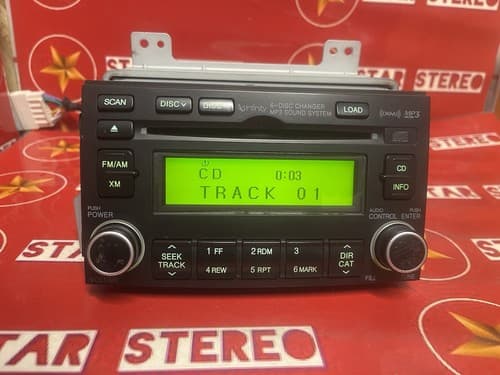 STAR STEREO
STEREO
SCAN
DISC ∨
DISC ∧
Infinity
6-DISC CHANGER
MP3 SOUND SYSTEM
LOAD
(XM)
MP3
FM/AM
XM
CD 0:03
TRACK 01
CD
INFO
PUSH
POWER
AUDIO
CONTROL
PUSH
ENTER
SEEK
TRACK
1 FF
2 RDM
3
4 REW
5 RPT
6 MARK
DIR
CAT
FILE
STAR STEREO